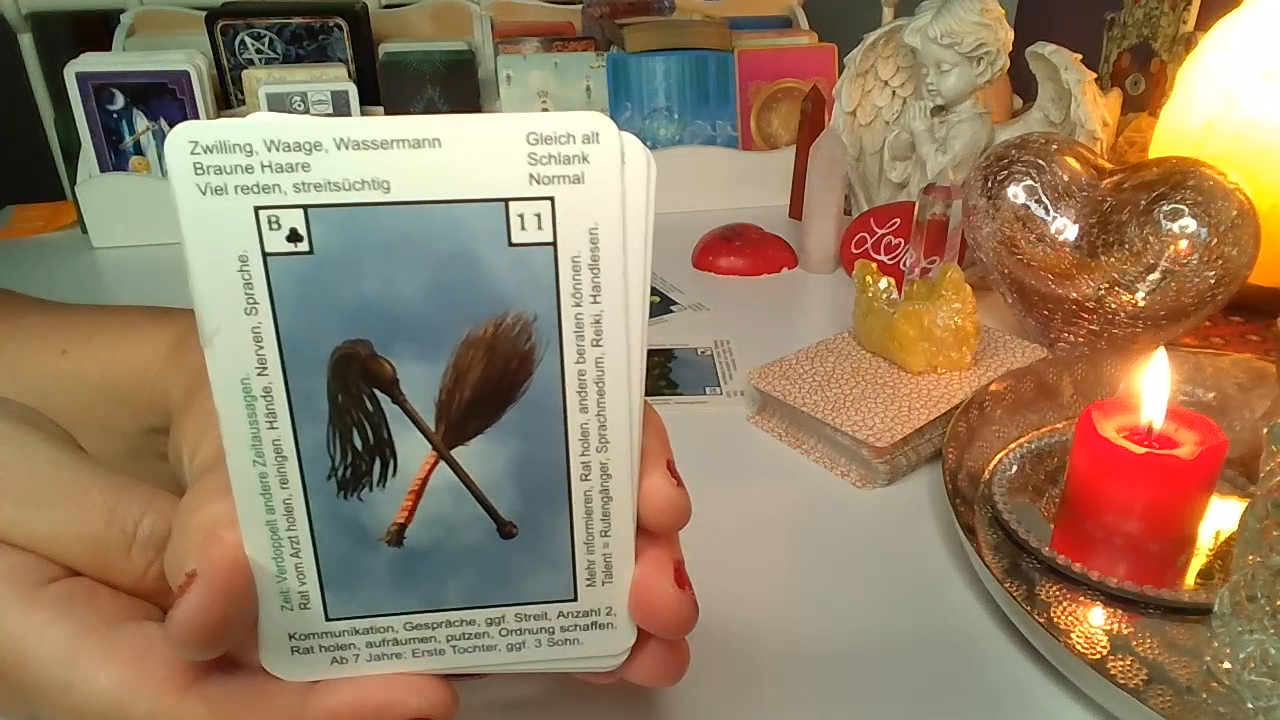 Zwilling, Waage, Wassermann
Braune Haare
Viel reden, streitsüchtig
Gleich alt
Schlank
Normal
B
11
Zeit: Verdoppelt andere Zeitaussagen.
Rat vom Arzt holen, reinigen. Hände, Nerven, Sprache.
Mehr informieren, Rat holen, andere beraten können.
Talent = Rutengänger, Sprachmedium, Reiki, Handlesen.
Kommunikation, Gespräche, ggf. Streit, Anzahl 2,
Rat holen, aufräumen, putzen, Ordnung schaffen.
Ab 7 Jahre: Erste Tochter, ggf. 3 Sohn.
Love